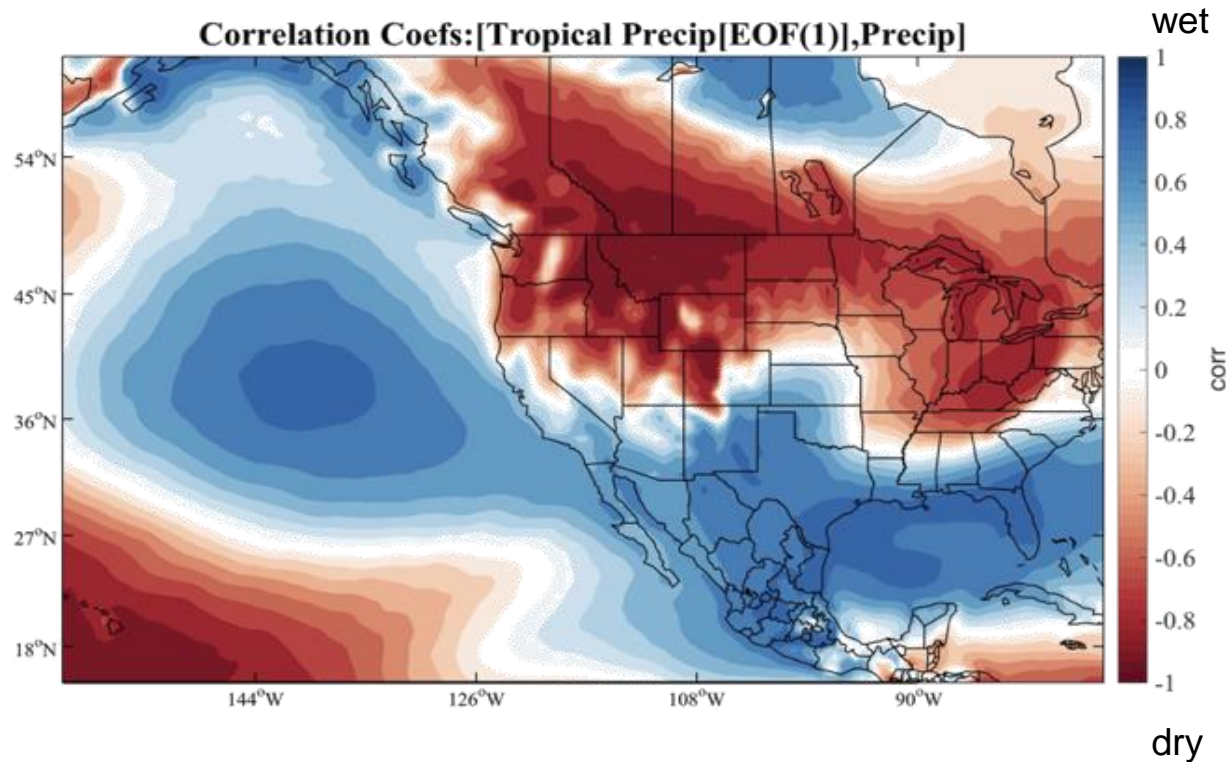 wet
Correlation Coefs:[Tropical Precip[EOF(1)],Precip]
1
0.8
0.6
0.4
0.2
0
-0.2
-0.4
-0.6
-0.8
-1
corr
54°N
45°N
36°N
27°N
18°N
144°W
126°W
108°W
90°W
dry